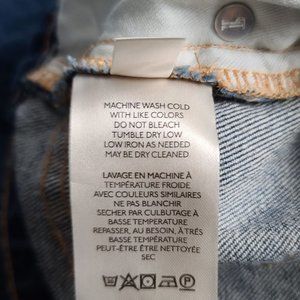 MACHINE WASH COLD
WITH LIKE COLORS
DO NOT BLEACH
TUMBLE DRY LOW
LOW IRON AS NEEDED
MAY BE DRY CLEANED
LAVAGE EN MACHINE À
TEMPÉRATURE FROIDE
AVEC COULEURS SIMILAIRES
NE PAS BLANCHIR
SECHER PAR CULBUTAGE À
BASSE TEMPERATURE
REPASSER, AU BESOIN, À TRÈS
BASSE TEMPÉRATURE
PEUT-ÊTRE ÊTRE NETTOYÉE
SEC